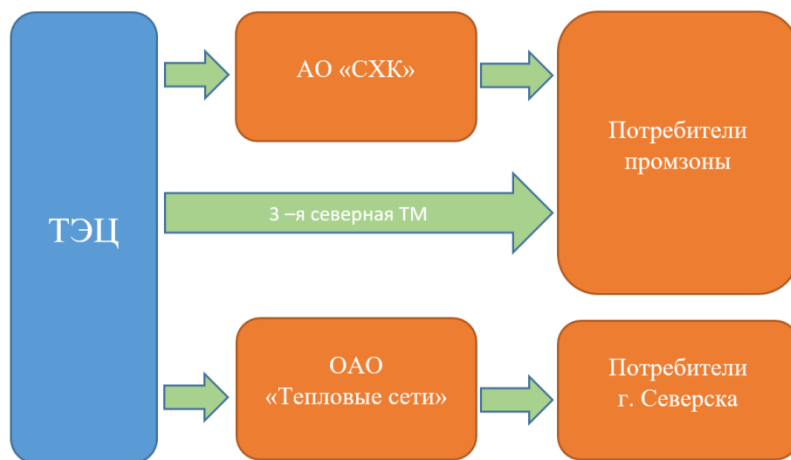 ТЭЦ
АО «СХК»
Потребители
промзоны
3 –я северная ТМ
ОАО
«Тепловые сети»
Потребители
г. Северска